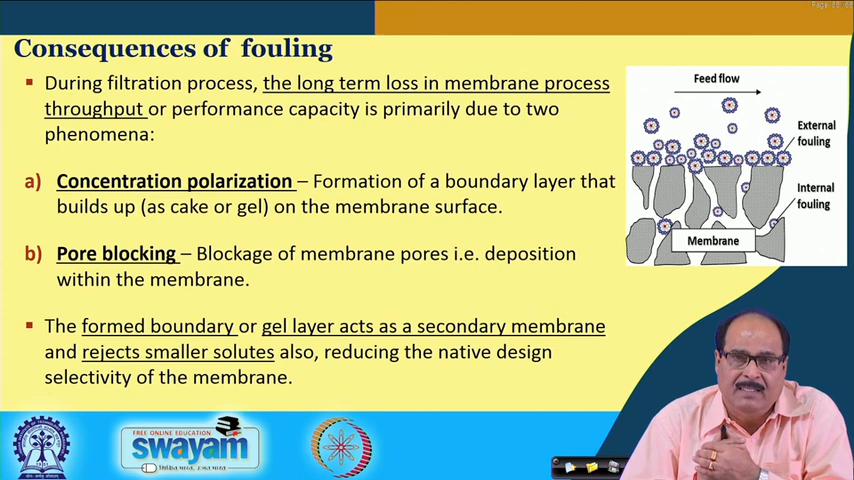 Consequences of fouling
▪ During filtration process, the long term loss in membrane process
throughput or performance capacity is primarily due to two
phenomena:
a) Concentration polarization – Formation of a boundary layer that
builds up (as cake or gel) on the membrane surface.
b) Pore blocking – Blockage of membrane pores i.e. deposition
within the membrane.
▪ The formed boundary or gel layer acts as a secondary membrane
and rejects smaller solutes also, reducing the native design
selectivity of the membrane.
Feed flow
External
fouling
Internal
fouling
Membrane
FREE ONLINE EDUCATION
swayam